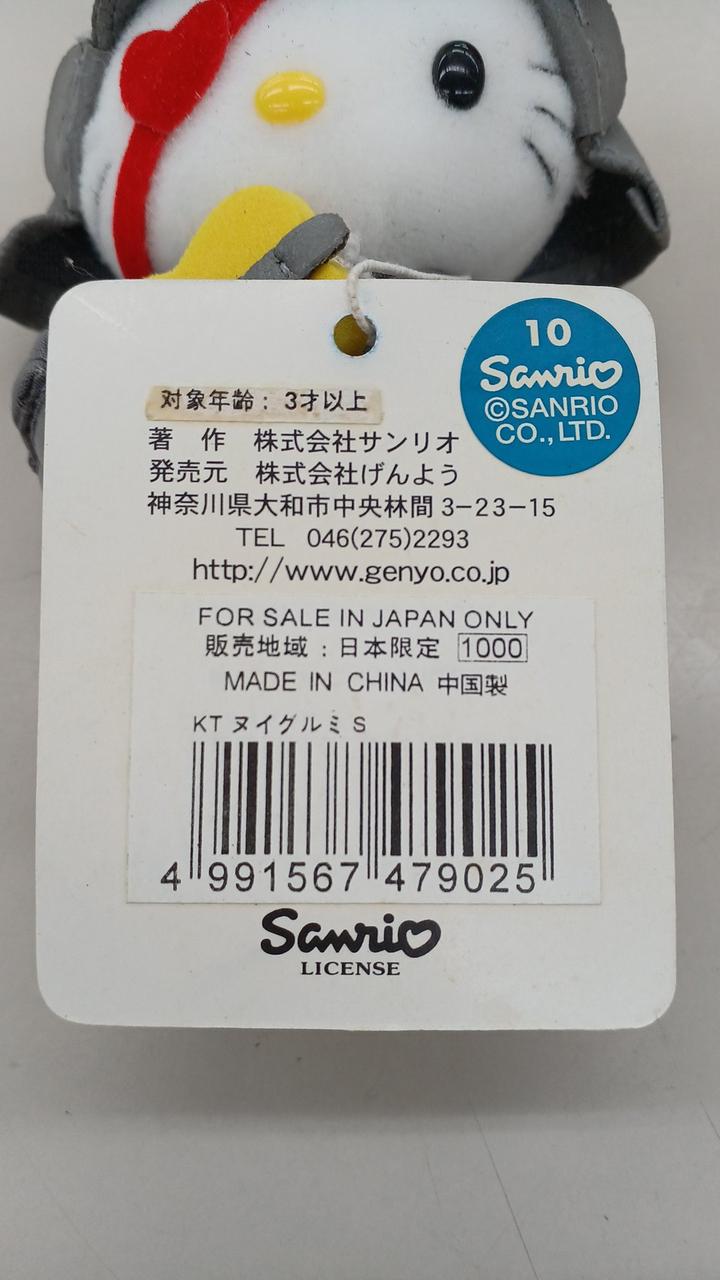 10
Sanrio
©SANRIO
CO.,LTD.
対象年齢：3才以上
著　作　株式会社サンリオ
発売元　株式会社げんよう
神奈川県大和市中央林間3-23-15
TEL　046(275)2293
http://www.genyo.co.jp
FOR SALE IN JAPAN ONLY
販売地域：日本限定 1000
MADE IN CHINA 中国製
KT ヌイグルミ S
4 991567 479025
Sanrio
LICENSE